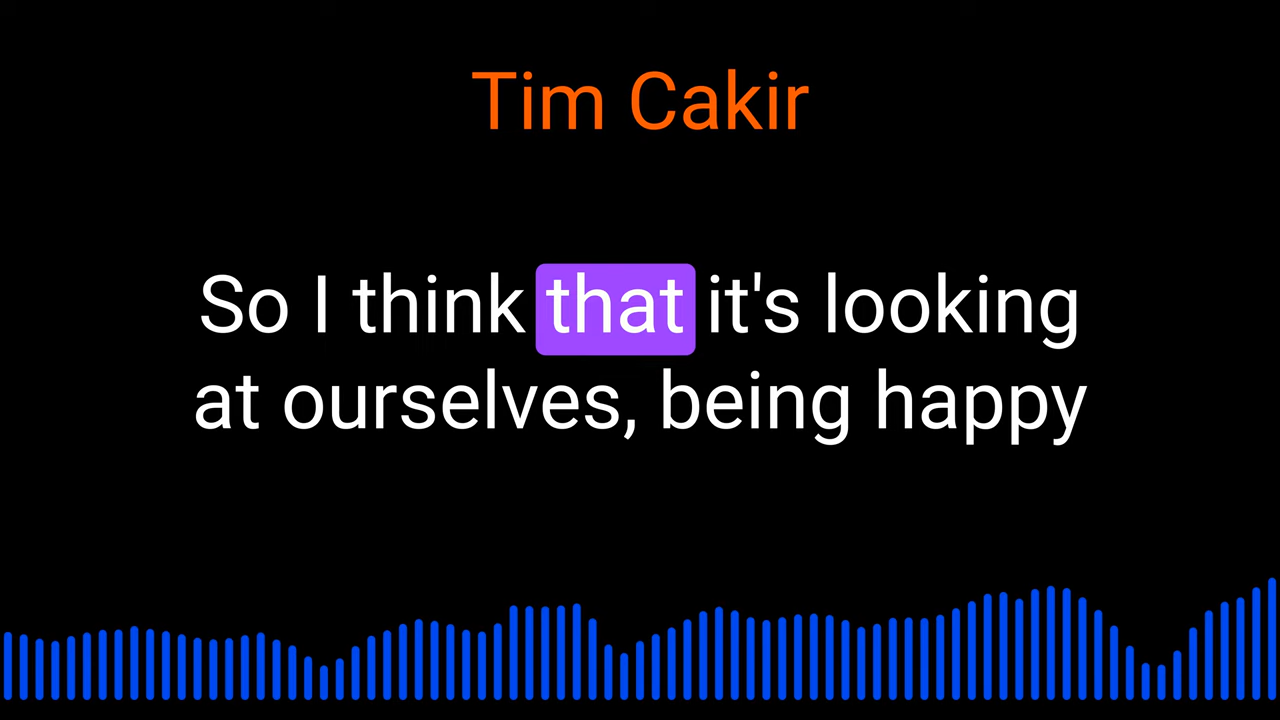 Tim Cakir
So I think that it's looking
at ourselves, being happy